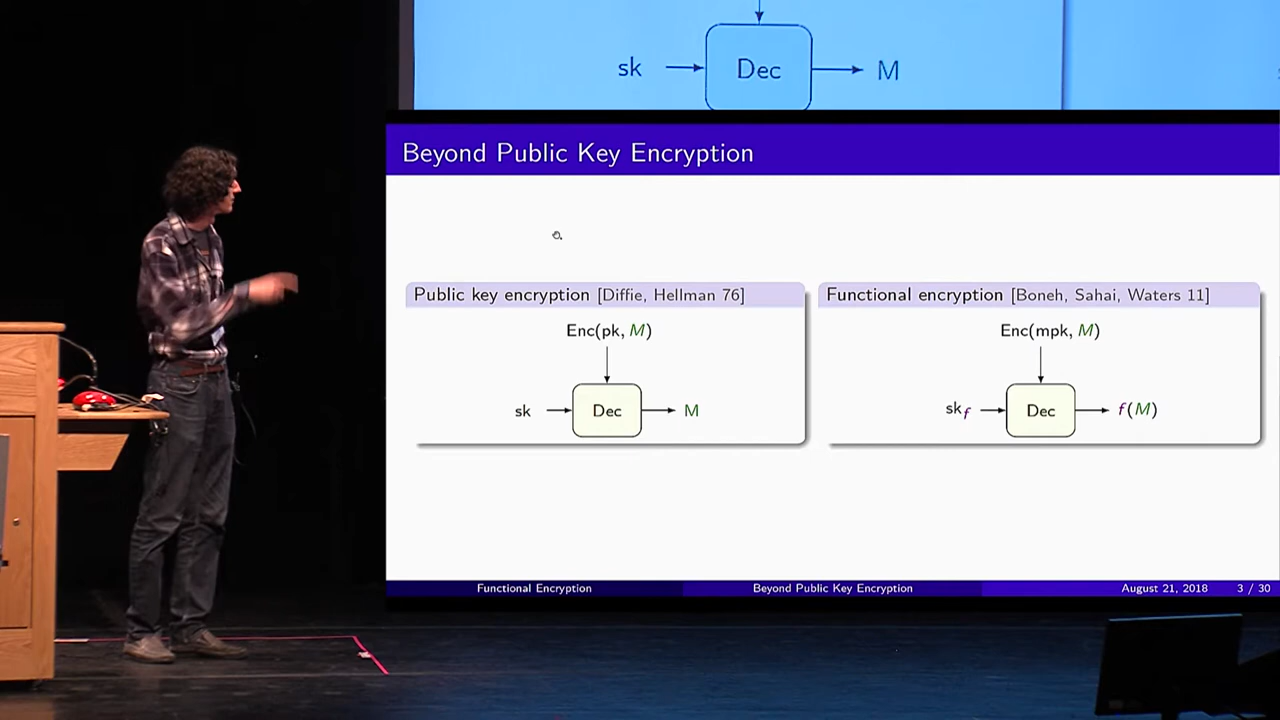 sk Dec M
Beyond Public Key Encryption
Public key encryption [Diffie, Hellman 76]
Enc(pk, M)
sk Dec M
Functional encryption [Boneh, Sahai, Waters 11]
Enc(mpk, M)
sk_f Dec f(M)
Functional Encryption Beyond Public Key Encryption August 21, 2018 3 / 30